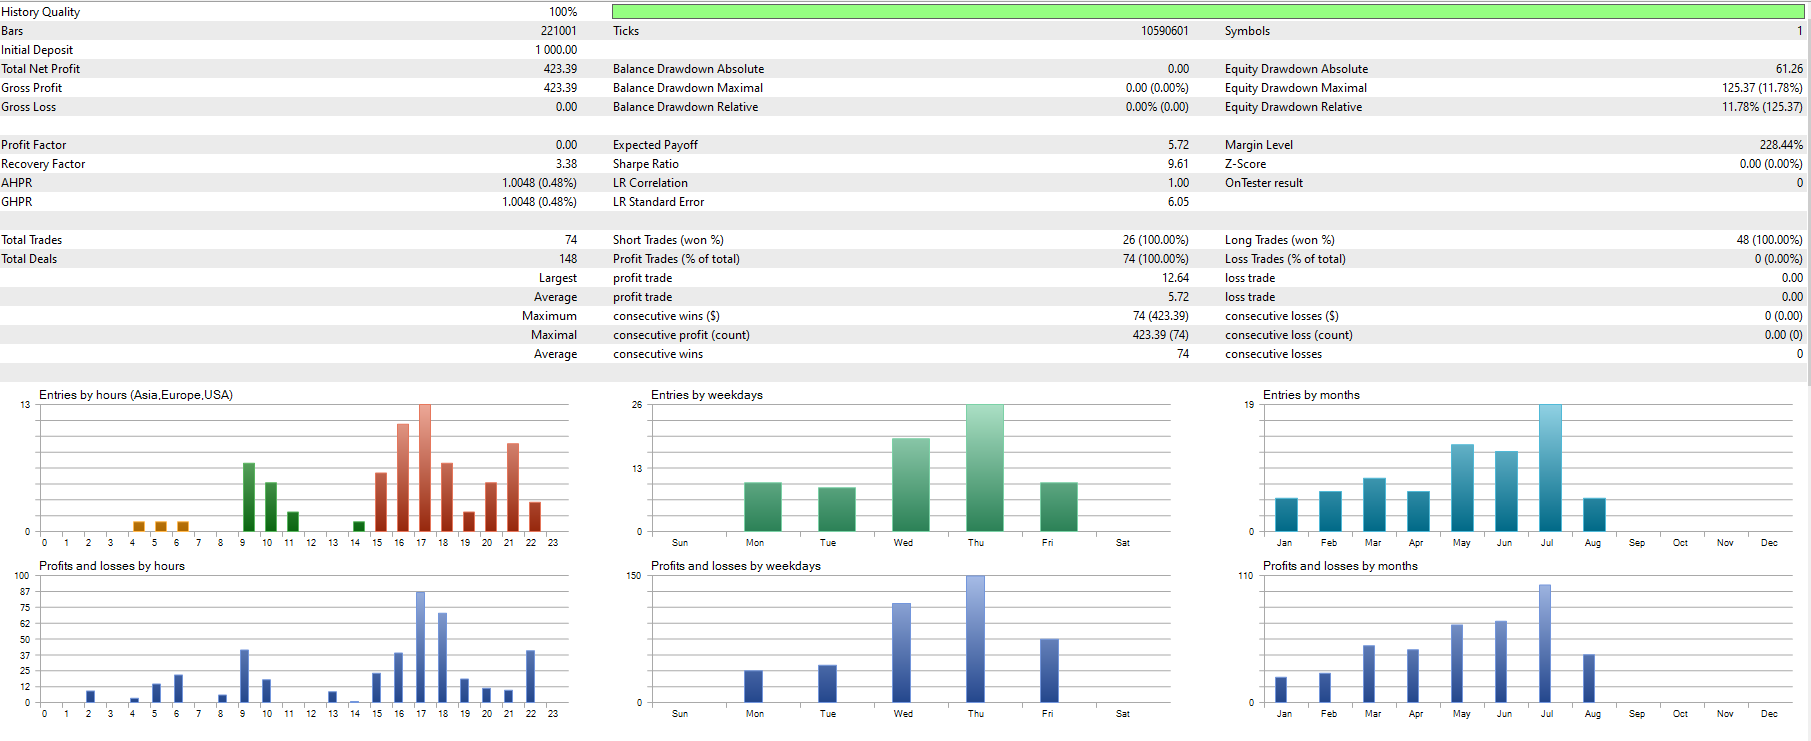 History Quality 100%
Bars 221001 Ticks 10590601 Symbols 1
Initial Deposit 1 000.00
Total Net Profit 423.39 Balance Drawdown Absolute 0.00 Equity Drawdown Absolute 61.26
Gross Profit 423.39 Balance Drawdown Maximal 0.00 (0.00%) Equity Drawdown Maximal 125.37 (11.78%)
Gross Loss 0.00 Balance Drawdown Relative 0.00% (0.00) Equity Drawdown Relative 11.78% (125.37)
Profit Factor 0.00 Expected Payoff 5.72 Margin Level 228.44%
Recovery Factor 3.38 Sharpe Ratio 9.61 Z-Score 0.00 (0.00%)
AHPR 1.0048 (0.48%) LR Correlation 1.00 OnTester result 0
GHPR 1.0048 (0.48%) LR Standard Error 6.05
Total Trades 74 Short Trades (won %) 26 (100.00%) Long Trades (won %) 48 (100.00%)
Total Deals 148 Profit Trades (% of total) 74 (100.00%) Loss Trades (% of total) 0 (0.00%)
Largest profit trade 12.64 loss trade 0.00
Average profit trade 5.72 loss trade 0.00
Maximum consecutive wins ($) 74 (423.39) consecutive losses ($) 0 (0.00)
Maximal consecutive profit (count) 423.39 (74) consecutive loss (count) 0.00 (0)
Average consecutive wins 74 consecutive losses 0
Entries by hours (Asia,Europe,USA)
13
0
0 1 2 3 4 5 6 7 8 9 10 11 12 13 14 15 16 17 18 19 20 21 22 23
Entries by weekdays
26
13
0
Sun Mon Tue Wed Thu Fri Sat
Entries by months
19
0
Jan Feb Mar Apr May Jun Jul Aug Sep Oct Nov Dec
Profits and losses by hours
100
87
75
62
50
37
25
12
0
0 1 2 3 4 5 6 7 8 9 10 11 12 13 14 15 16 17 18 19 20 21 22 23
Profits and losses by weekdays
150
0
Sun Mon Tue Wed Thu Fri Sat
Profits and losses by months
110
0
Jan Feb Mar Apr May Jun Jul Aug Sep Oct Nov Dec